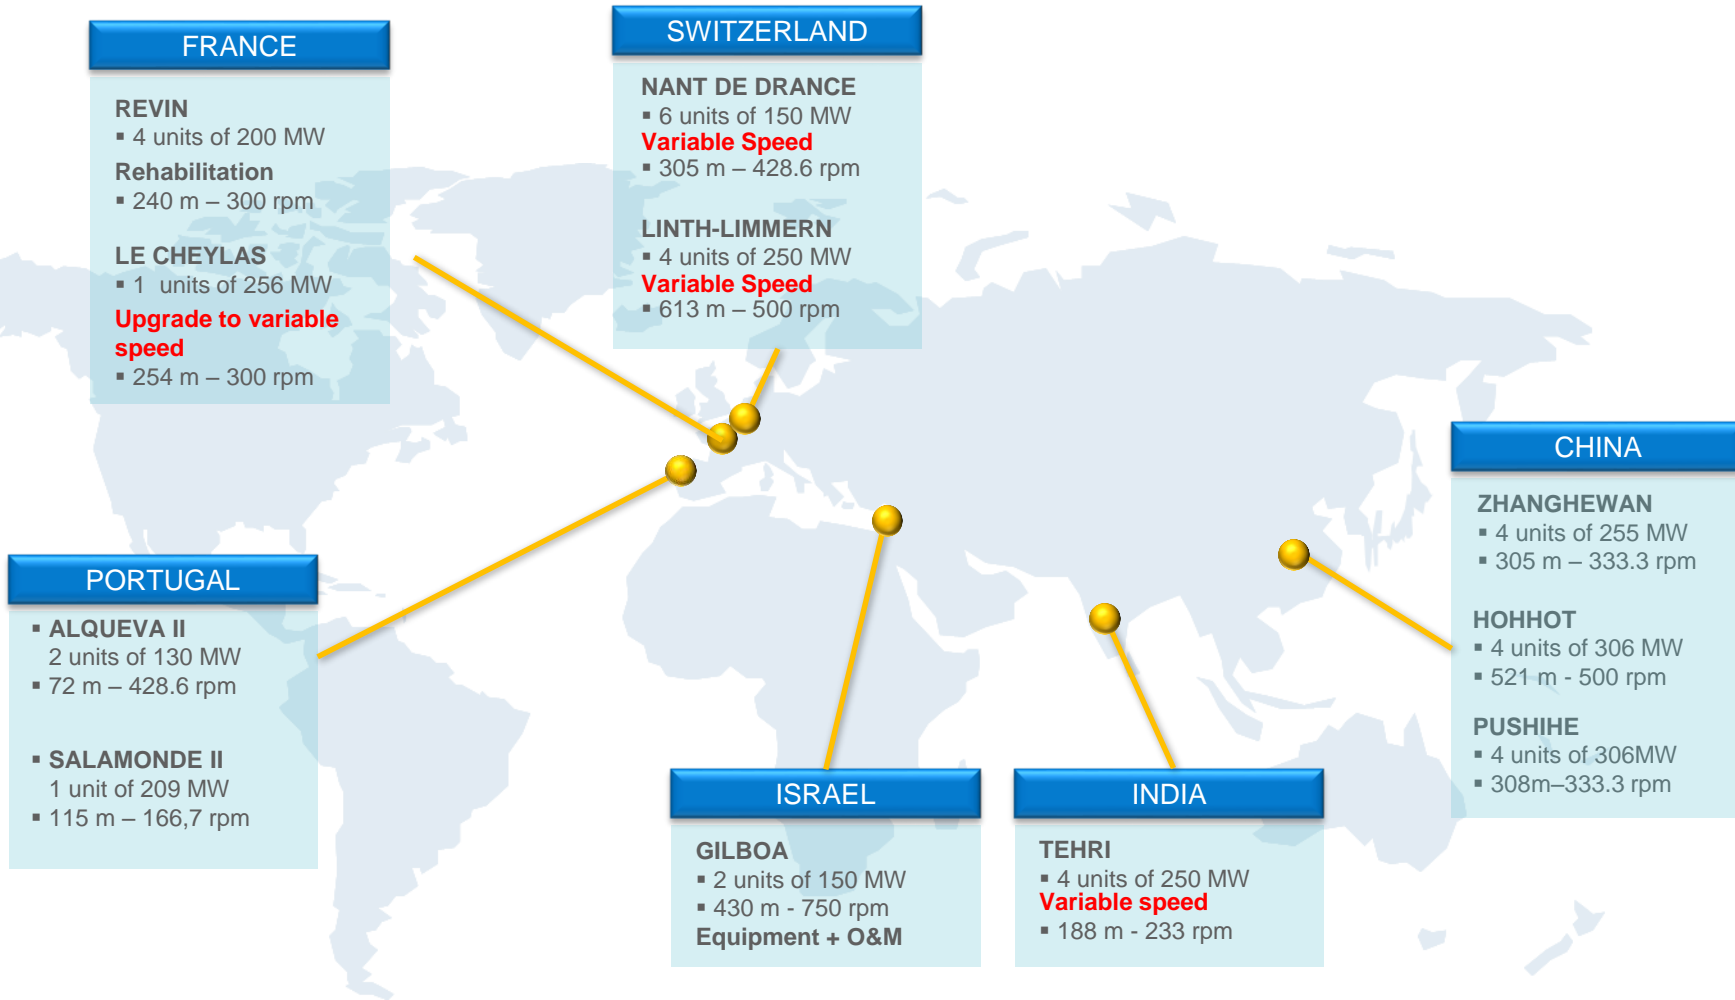 FRANCE
REVIN
▪ 4 units of 200 MW
Rehabilitation
▪ 240 m – 300 rpm
LE CHEYLAS
▪ 1 units of 256 MW
Upgrade to variable
speed
▪ 254 m – 300 rpm
SWITZERLAND
NANT DE DRANCE
▪ 6 units of 150 MW
Variable Speed
▪ 305 m – 428.6 rpm
LINTH-LIMMERN
▪ 4 units of 250 MW
Variable Speed
▪ 613 m – 500 rpm
CHINA
ZHANGHEWAN
▪ 4 units of 255 MW
▪ 305 m – 333.3 rpm
HOHHOT
▪ 4 units of 306 MW
▪ 521 m - 500 rpm
PUSHIHE
▪ 4 units of 306MW
▪ 308m–333.3 rpm
PORTUGAL
▪ ALQUEVA II
2 units of 130 MW
▪ 72 m – 428.6 rpm
▪ SALAMONDE II
1 unit of 209 MW
▪ 115 m – 166,7 rpm
ISRAEL
GILBOA
▪ 2 units of 150 MW
▪ 430 m - 750 rpm
Equipment + O&M
INDIA
TEHRI
▪ 4 units of 250 MW
Variable speed
▪ 188 m - 233 rpm